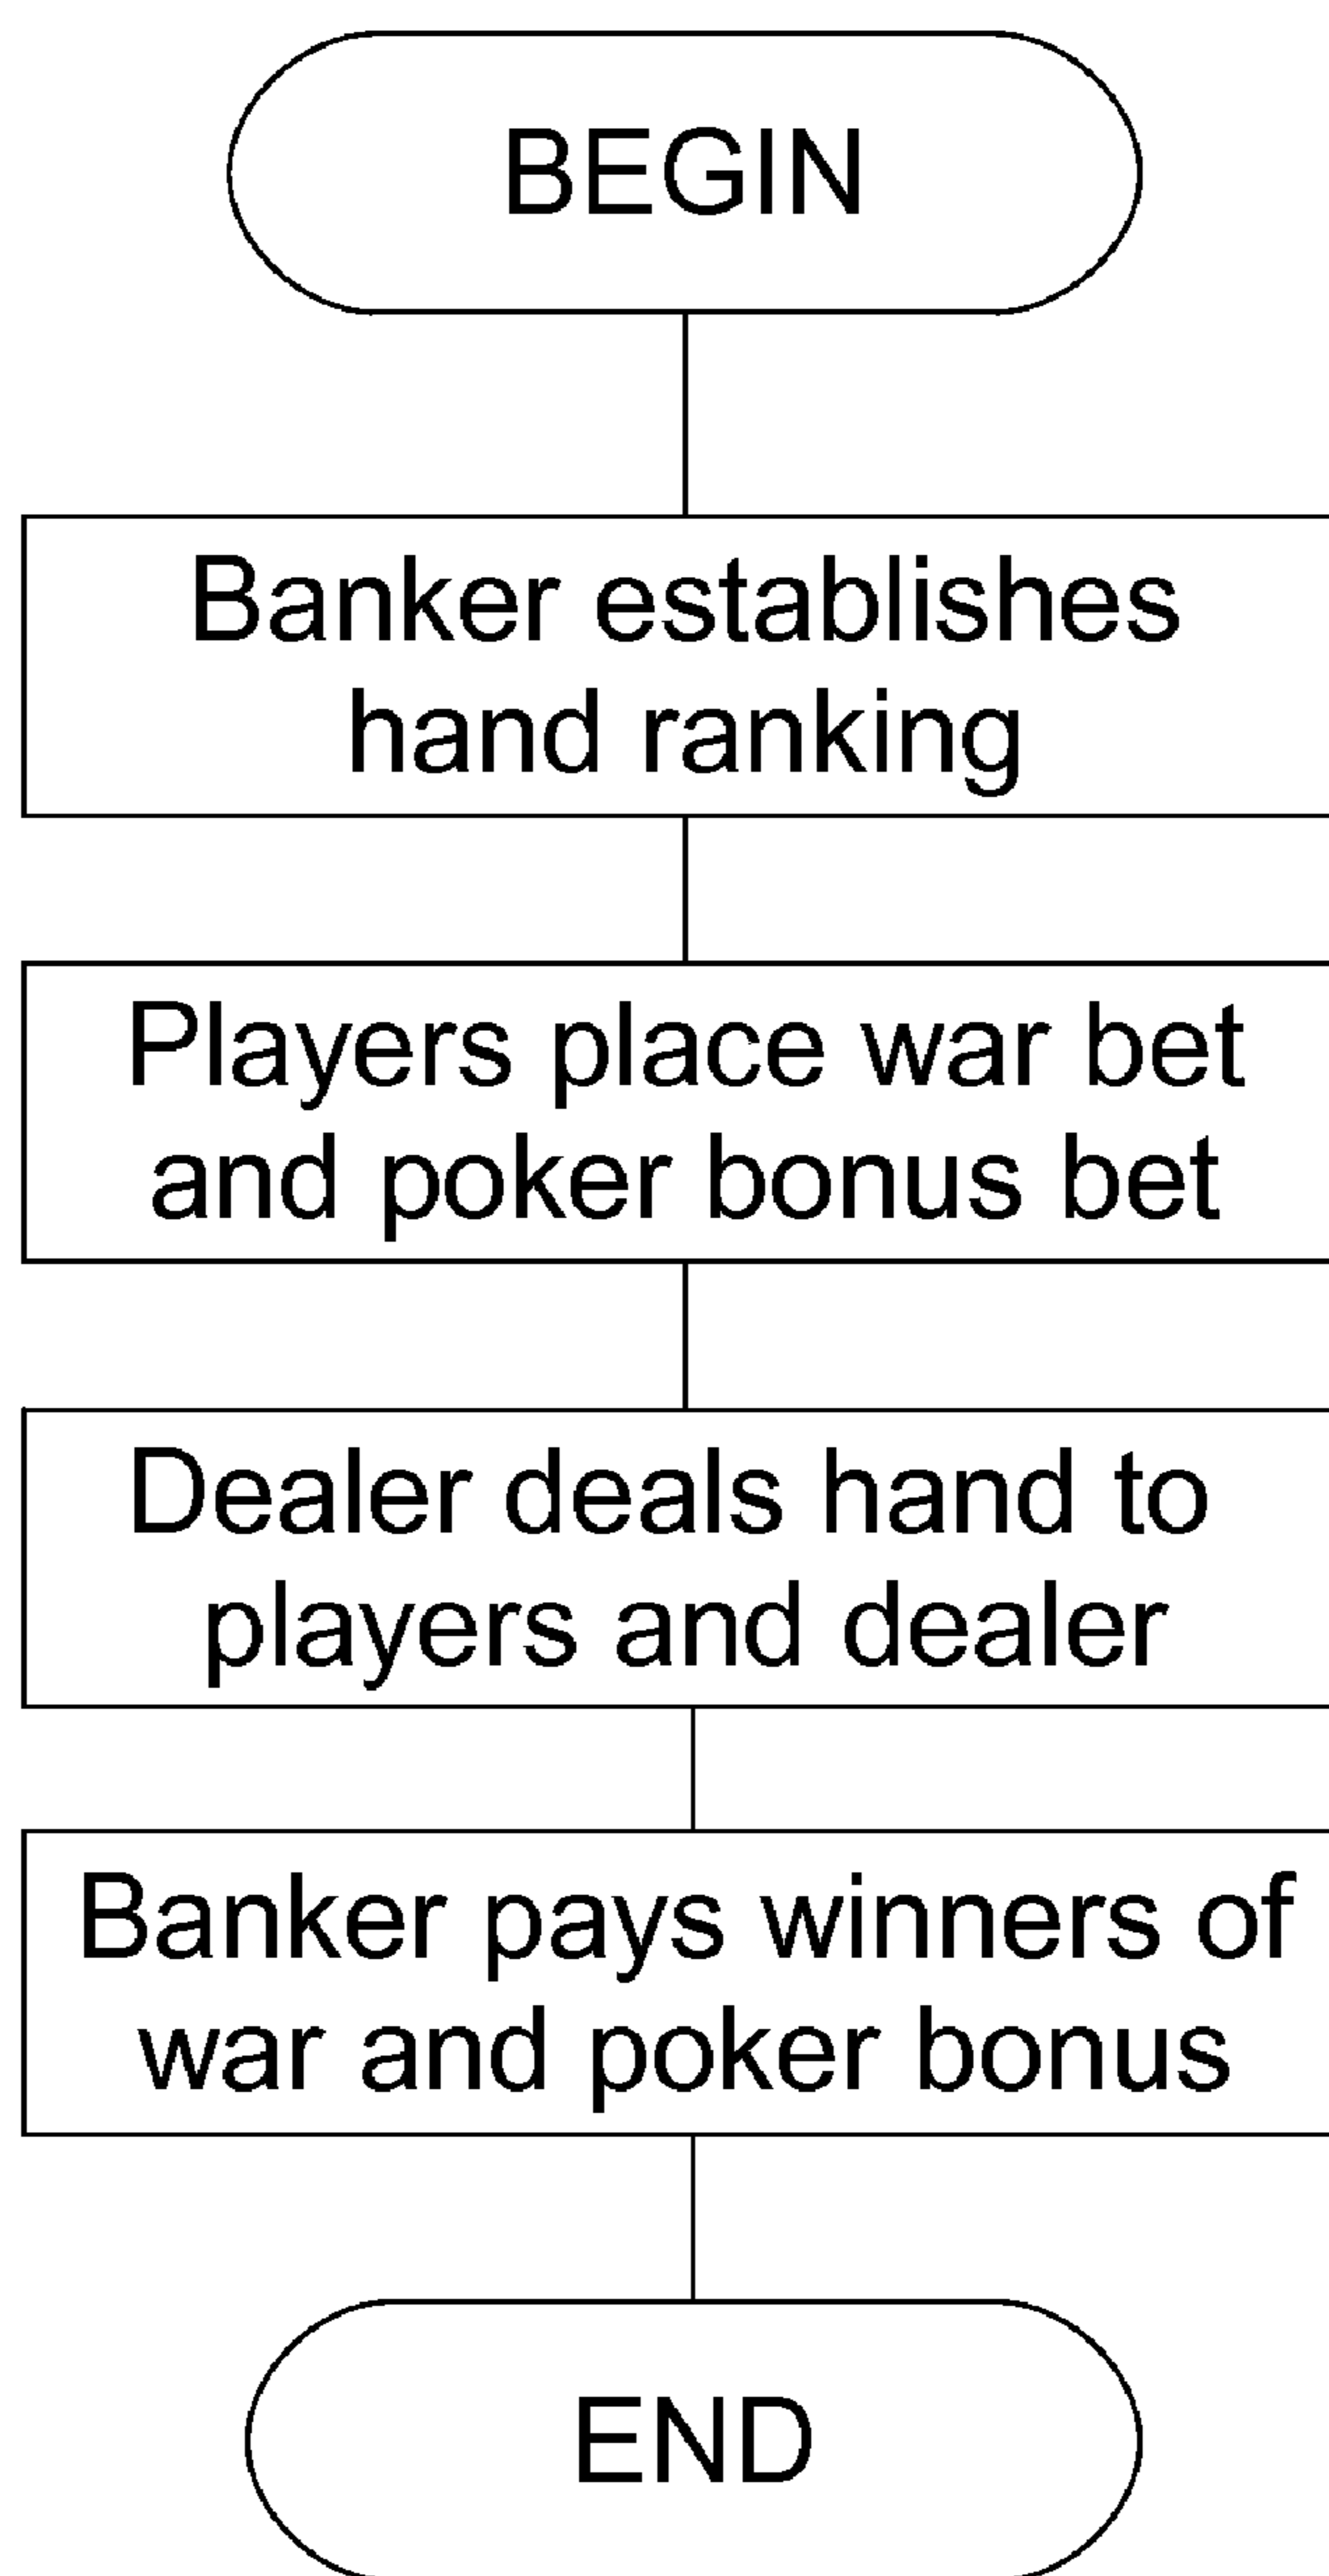 BEGIN
Banker establishes
hand ranking
Players place war bet
and poker bonus bet
Dealer deals hand to
players and dealer
Banker pays winners of
war and poker bonus
END